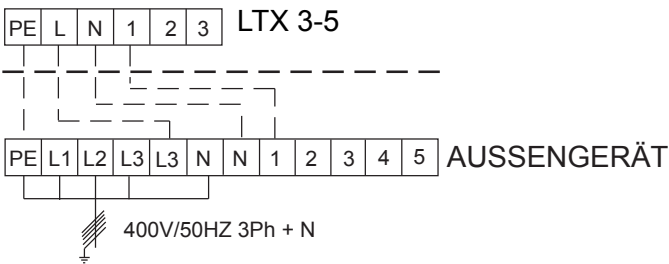 PE L N 1 2 3 LTX 3-5
PE L1 L2 L3 L3 N N 1 2 3 4 5 AUSSENGERÄT
400V/50HZ 3Ph + N